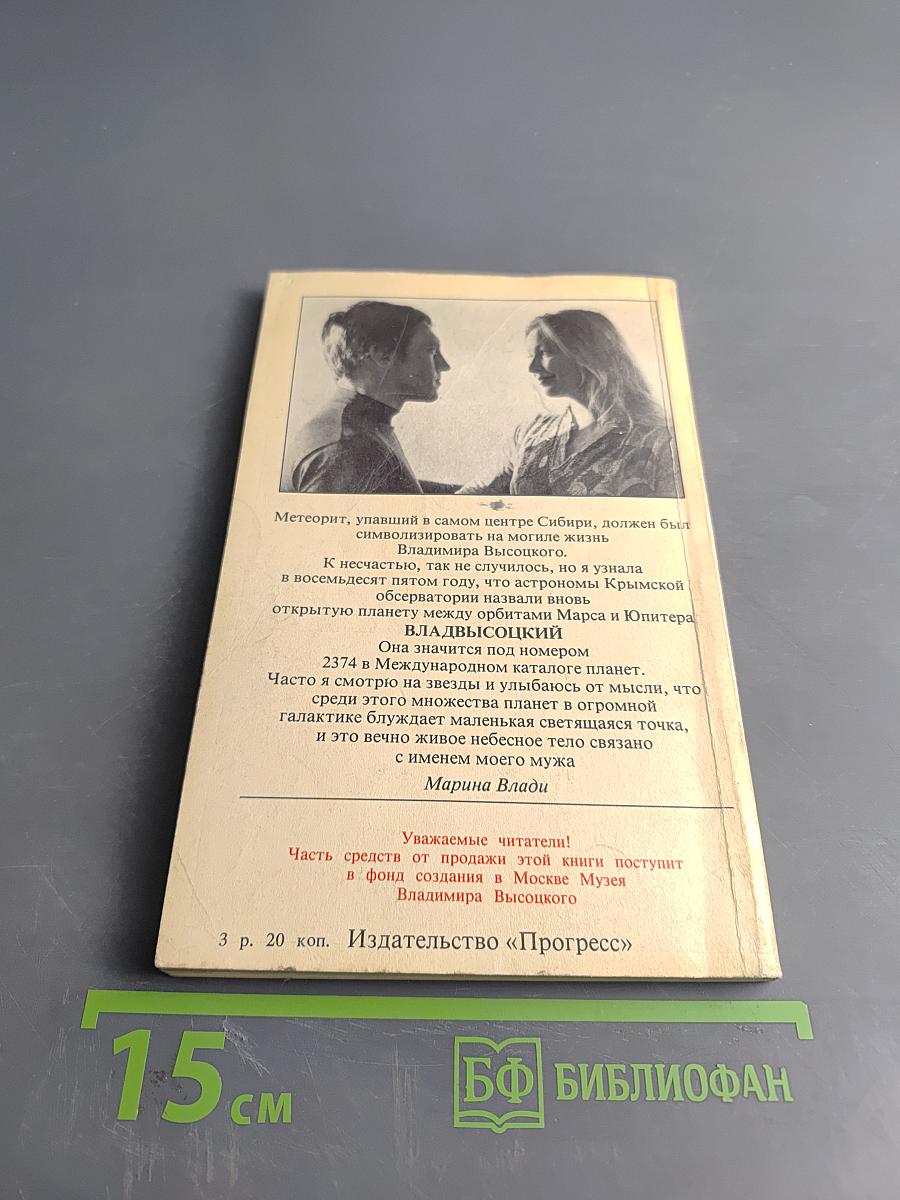 Метеорит, упавший в самом центре Сибири, должен был
символизировать на могиле жизнь
Владимира Высоцкого.
К несчастью, так не случилось, но я узнала
в восемьдесят пятом году, что астрономы Крымской
обсерватории назвали вновь
открытую планету между орбитами Марса и Юпитера
ВЛАДВЫСОЦКИЙ
Она значится под номером
2374 в Международном каталоге планет.
Часто я смотрю на звезды и улыбаюсь от мысли, что
среди этого множества планет в огромной
галактике блуждает маленькая светящаяся точка,
и это вечно живое небесное тело связано
с именем моего мужа
Марина Влади
Уважаемые читатели!
Часть средств от продажи этой книги поступит
в фонд создания в Москве Музея
Владимира Высоцкого
3 р. 20 коп. Издательство «Прогресс»
15 см
БФ БИБЛИОФАН